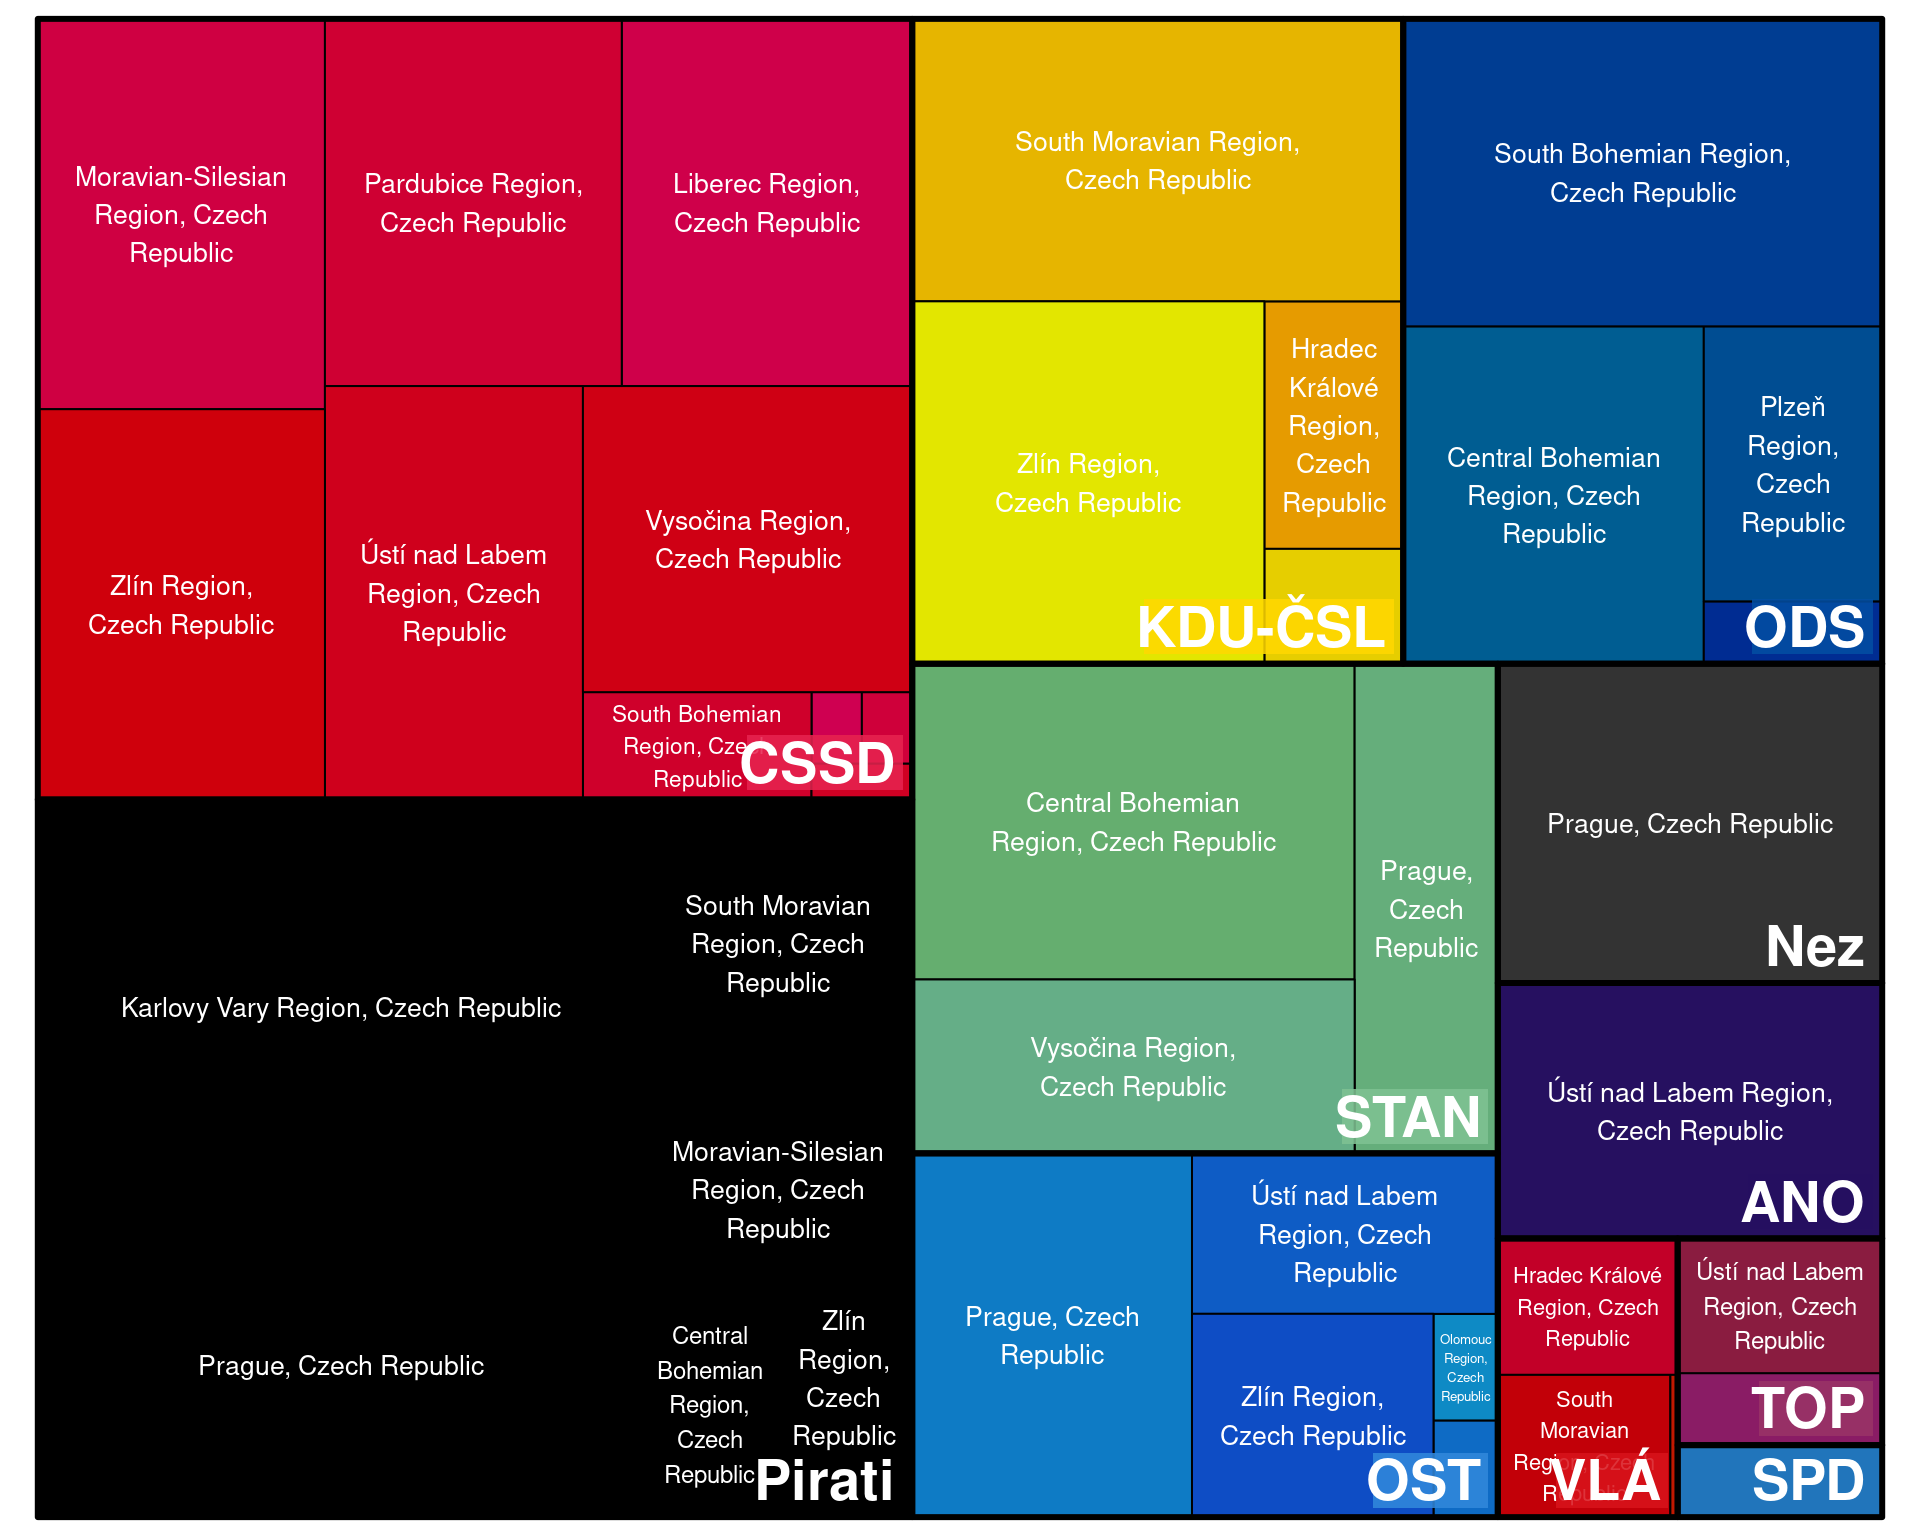 Moravian-Silesian
Region, Czech
Republic
Pardubice Region,
Czech Republic
Liberec Region,
Czech Republic
Zlín Region,
Czech Republic
Ústí nad Labem
Region, Czech
Republic
Vysočina Region,
Czech Republic
South Bohemian
Region, Czech
Republic
CSSD
South Moravian Region,
Czech Republic
Zlín Region,
Czech Republic
Hradec
Králové
Region,
Czech
Republic
KDU-ČSL
South Bohemian Region,
Czech Republic
Central Bohemian
Region, Czech
Republic
Plzeň
Region,
Czech
Republic
ODS
Karlovy Vary Region, Czech Republic
South Moravian
Region, Czech
Republic
Moravian-Silesian
Region, Czech
Republic
Prague, Czech Republic
Central
Bohemian
Region,
Czech
Republic
Zlín
Region,
Czech
Republic
Pirati
Central Bohemian
Region, Czech Republic
Prague,
Czech
Republic
Vysočina Region,
Czech Republic
STAN
Prague, Czech Republic
Nez
Ústí nad Labem Region,
Czech Republic
ANO
Prague, Czech
Republic
Ústí nad Labem
Region, Czech
Republic
Zlín Region,
Czech Republic
Olomouc
Region,
Czech
Republic
OST
Hradec Králové
Region, Czech
Republic
South
Moravian
Region, Czech
Republic
VLÁ
Ústí nad Labem
Region, Czech
Republic
TOP
SPD